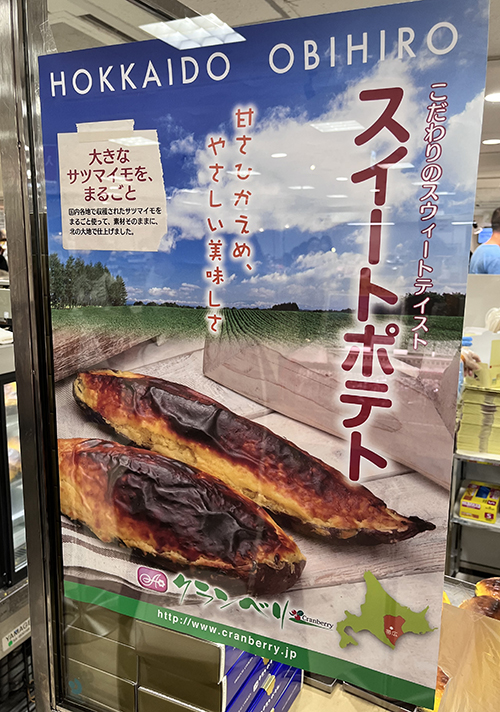 HOKKAIDO OBIHIRO
こだわりのスウィートテイスト
スイートポテト
甘さひかえめ、
やさしい美味しさ
大きな
サツマイモを、
まるごと
国内各地で収穫されたサツマイモを
まるごと使って、素材そのままに、
北の大地で仕上げました。
クランベリー
Cranberry
帯広
http://www.cranberry.jp